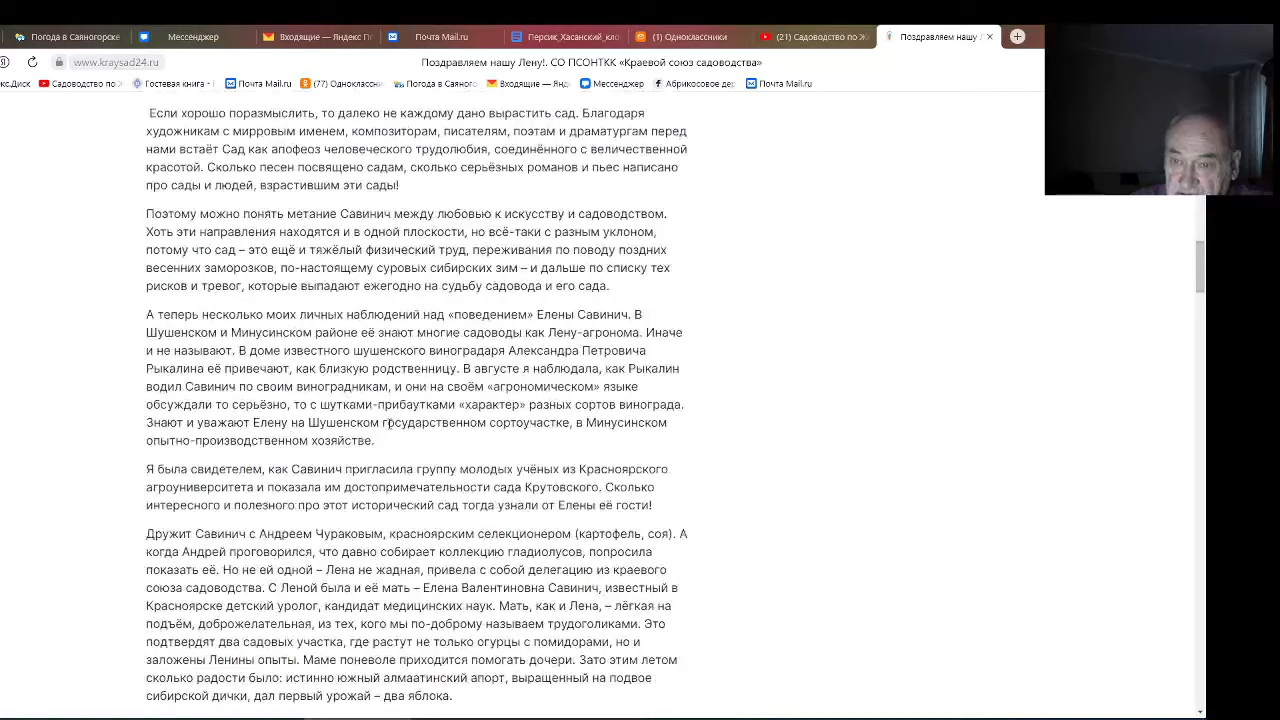 Погода в Саяногорске
Мессенджер
Входящие — Яндекс П
Почта Mail.ru
Персик_Хасанский_кло
(1) Одноклассники
(21) Садоводство по Ж
Поздравляем нашу Л
www.kraysad24.ru
Поздравляем нашу Лену!. СО ПСОНТКК «Краевой союз садоводства»
кс.Диск
Садоводство по
Гостевая книга -
Почта Mail.ru
(77) Одноклассни
Погода в Саяног
Входящие — Янд
Мессенджер
Абрикосовое дер
Почта Mail.ru
Если хорошо поразмыслить, то далеко не каждому дано вырастить сад. Благодаря
художникам с мирровым именем, композиторам, писателям, поэтам и драматургам перед
нами встаёт Сад как апофеоз человеческого трудолюбия, соединённого с величественной
красотой. Сколько песен посвящено садам, сколько серьёзных романов и пьес написано
про сады и людей, взрастившим эти сады!
Поэтому можно понять метание Савинич между любовью к искусству и садоводством.
Хоть эти направления находятся и в одной плоскости, но всё-таки с разным уклоном,
потому что сад – это ещё и тяжёлый физический труд, переживания по поводу поздних
весенних заморозков, по-настоящему суровых сибирских зим – и дальше по списку тех
рисков и тревог, которые выпадают ежегодно на судьбу садовода и его сада.
А теперь несколько моих личных наблюдений над «поведением» Елены Савинич. В
Шушенском и Минусинском районе её знают многие садоводы как Лену-агронома. Иначе
и не называют. В доме известного шушенского виноградаря Александра Петровича
Рыкалина её привечают, как близкую родственницу. В августе я наблюдала, как Рыкалин
водил Савинич по своим виноградникам, и они на своём «агрономическом» языке
обсуждали то серьёзно, то с шутками-прибаутками «характер» разных сортов винограда.
Знают и уважают Елену на Шушенском государственном сортоучастке, в Минусинском
опытно-производственном хозяйстве.
Я была свидетелем, как Савинич пригласила группу молодых учёных из Красноярского
агроуниверситета и показала им достопримечательности сада Крутовского. Сколько
интересного и полезного про этот исторический сад тогда узнали от Елены её гости!
Дружит Савинич с Андреем Чураковым, красноярским селекционером (картофель, соя). А
когда Андрей проговорился, что давно собирает коллекцию гладиолусов, попросила
показать её. Но не ей одной – Лена не жадная, привела с собой делегацию из краевого
союза садоводства. С Леной была и её мать – Елена Валентиновна Савинич, известный в
Красноярске детский уролог, кандидат медицинских наук. Мать, как и Лена, – лёгкая на
подъём, доброжелательная, из тех, кого мы по-доброму называем трудоголиками. Это
подтвердят два садовых участка, где растут не только огурцы с помидорами, но и
заложены Ленины опыты. Маме поневоле приходится помогать дочери. Зато этим летом
сколько радости было: истинно южный алмаатинский апорт, выращенный на подвое
сибирской дички, дал первый урожай – два яблока.